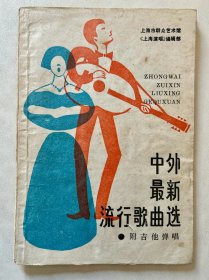 上海市群众艺术馆
《上海演唱》编辑部
ZHONGWAI
ZUIXIN
LIUXING
GEQUXUAN
中外
最新
流行歌曲选
●附吉他弹唱